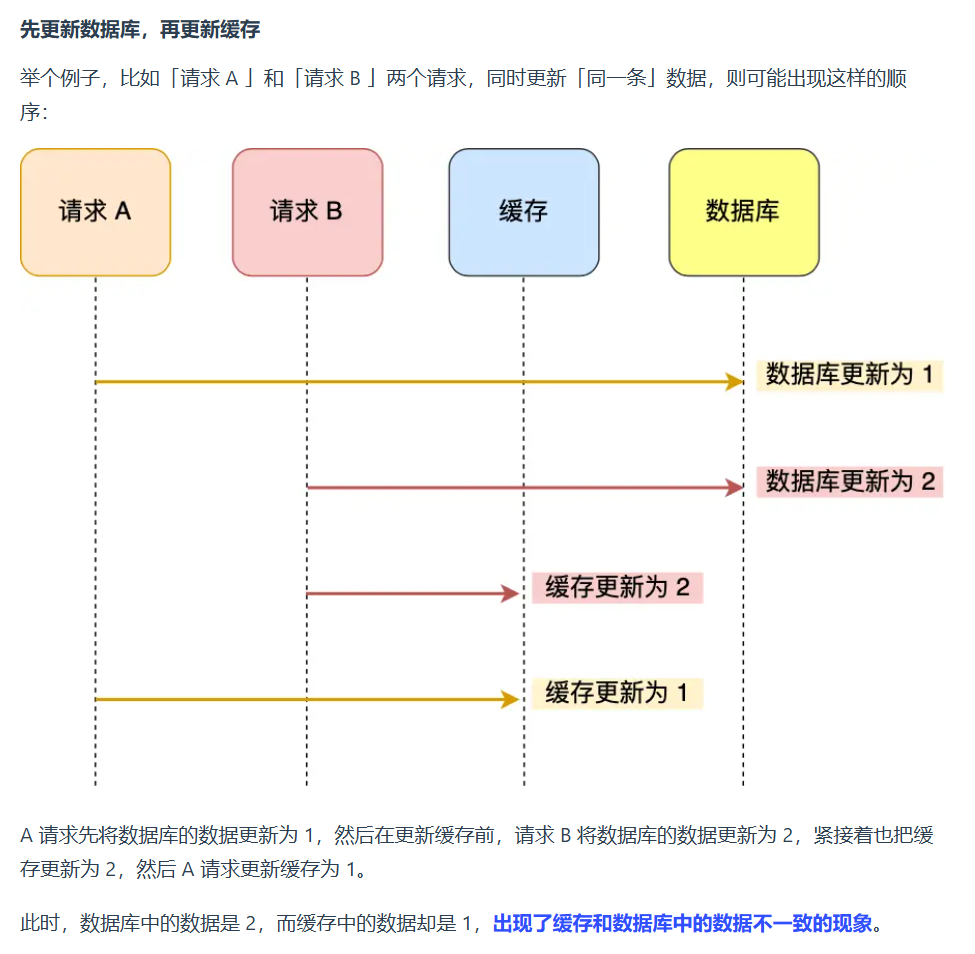 先更新数据库，再更新缓存
举个例子，比如「请求 A 」和「请求 B 」两个请求，同时更新「同一条」数据，则可能出现这样的顺
序：
请求 A
请求 B
缓存
数据库
数据库更新为 1
数据库更新为 2
缓存更新为 2
缓存更新为 1
A 请求先将数据库的数据更新为 1，然后在更新缓存前，请求 B 将数据库的数据更新为 2，紧接着也把缓
存更新为 2，然后 A 请求更新缓存为 1。
此时，数据库中的数据是 2，而缓存中的数据却是 1，出现了缓存和数据库中的数据不一致的现象。